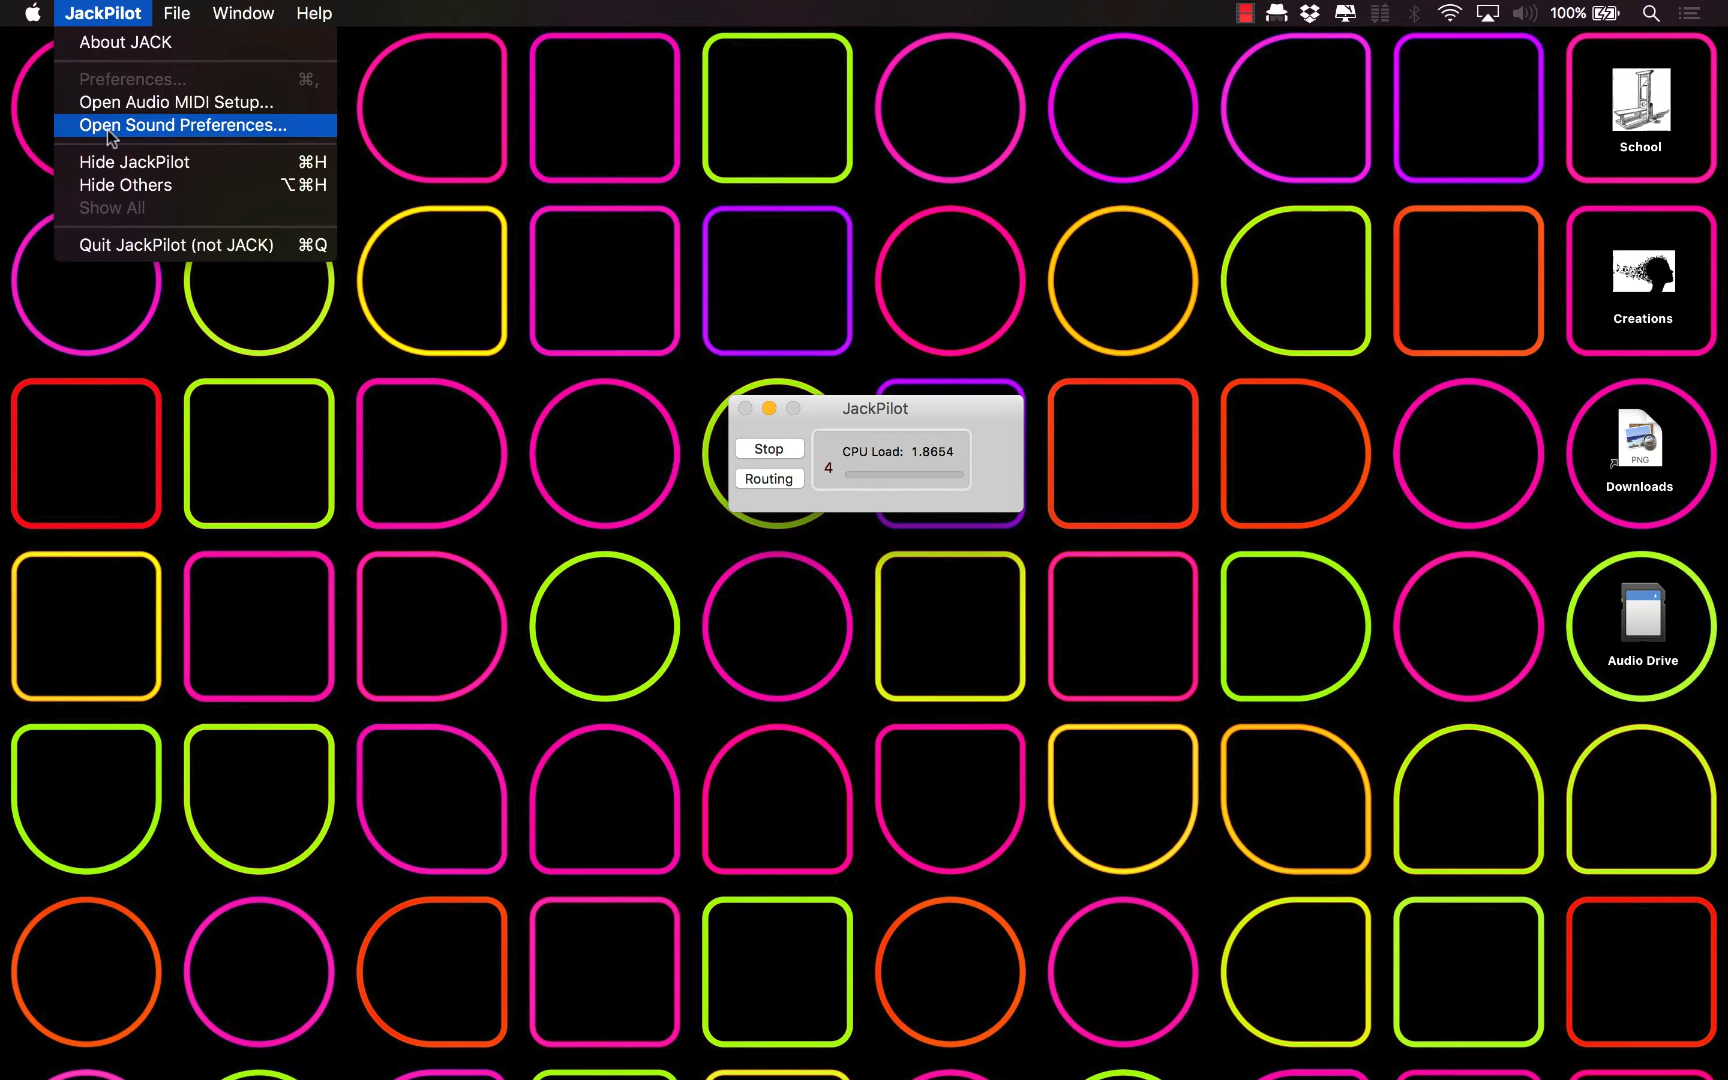 JackPilot File Window Help 100%
About JACK
Preferences... ⌘,
Open Audio MIDI Setup...
Open Sound Preferences...
Hide JackPilot ⌘H
Hide Others ⌥⌘H
Show All
Quit JackPilot (not JACK) ⌘Q
School
Creations
JackPilot
Stop
CPU Load: 1.8654
4
Routing
PNG
Downloads
Audio Drive